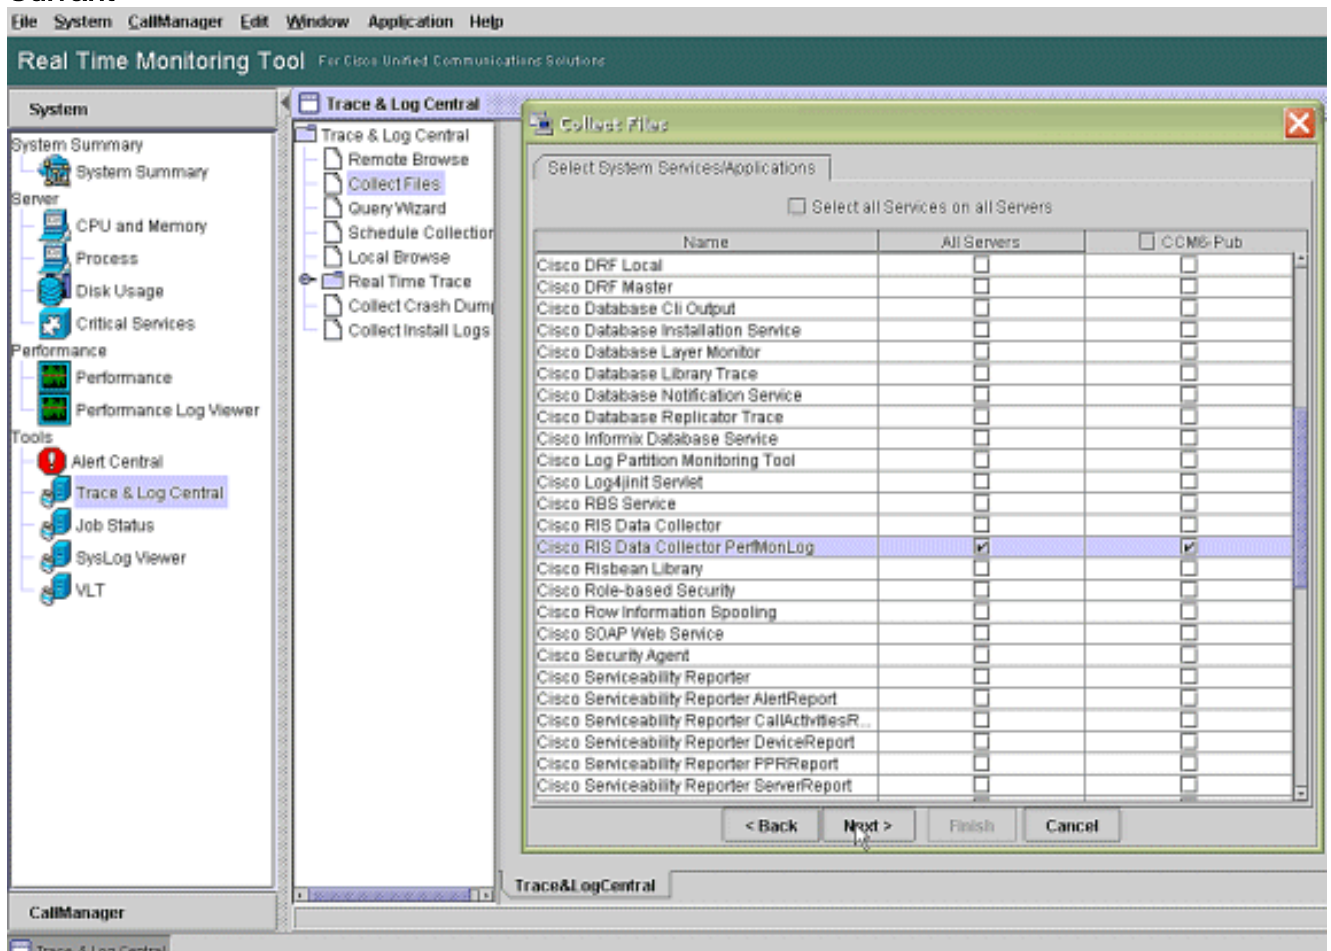 File System CallManager Edit Window Application Help
Real Time Monitoring Tool For Cisco Unified Communications Solutions
System
System Summary
System Summary
Server
CPU and Memory
Process
Disk Usage
Critical Services
Performance
Performance
Performance Log Viewer
Tools
Alert Central
Trace & Log Central
Job Status
SysLog Viewer
VLT
CallManager
Trace & Log Central
Trace & Log Central
Remote Browse
Collect Files
Query Wizard
Schedule Collection
Local Browse
Real Time Trace
Collect Crash Dum
Collect Install Logs
Collect Files
Select System Services/Applications
Select all Services on all Servers
Name All Servers CCM6-Pub
Cisco DRF Local
Cisco DRF Master
Cisco Database Cli Output
Cisco Database Installation Service
Cisco Database Layer Monitor
Cisco Database Library Trace
Cisco Database Notification Service
Cisco Database Replicator Trace
Cisco Informix Database Service
Cisco Log Partition Monitoring Tool
Cisco Log4jinit Servlet
Cisco RBS Service
Cisco RIS Data Collector
Cisco RIS Data Collector PerfMonLog
Cisco Risbean Library
Cisco Role-based Security
Cisco Row Information Spooling
Cisco SOAP Web Service
Cisco Security Agent
Cisco Serviceability Reporter
Cisco Serviceability Reporter AlertReport
Cisco Serviceability Reporter CallActivitiesR...
Cisco Serviceability Reporter DeviceReport
Cisco Serviceability Reporter PPRReport
Cisco Serviceability Reporter ServerReport
< Back Next > Finish Cancel
Trace&LogCentral
Trace & Log Central